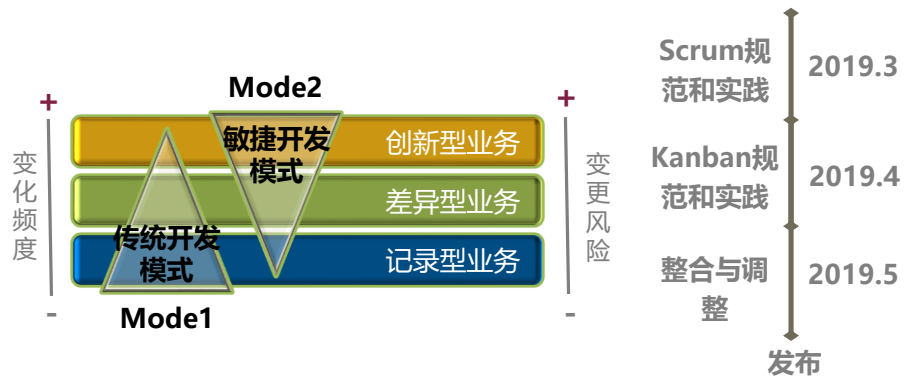 Mode2
+
+
变化频度
敏捷开发
模式
创新型业务
差异型业务
传统开发
模式
记录型业务
变更风险
-
-
Mode1
Scrum规
范和实践
2019.3
Kanban规
范和实践
2019.4
整合与调
整
2019.5
发布